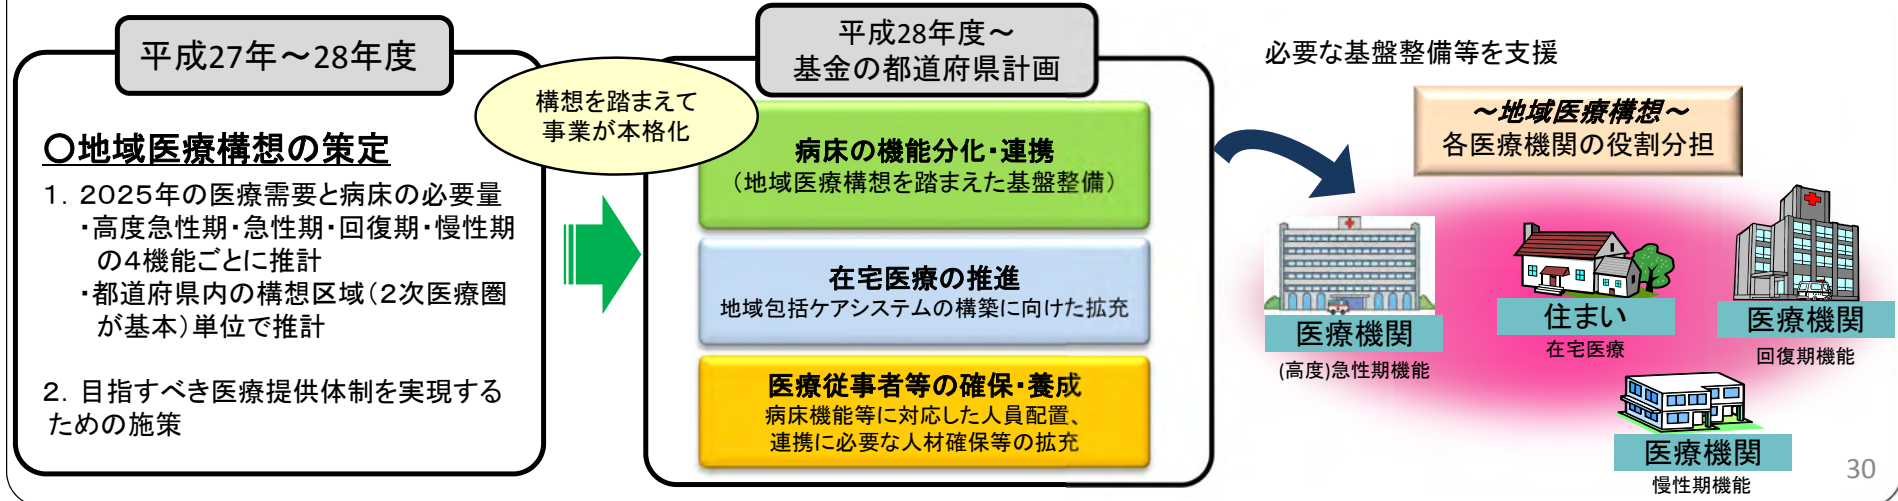 平成27年～28年度
〇地域医療構想の策定
1．2025年の医療需要と病床の必要量
・高度急性期・急性期・回復期・慢性期
の4機能ごとに推計
・都道府県内の構想区域（2次医療圏
が基本）単位で推計
2．目指すべき医療提供体制を実現する
ための施策
構想を踏まえて
事業が本格化
平成28年度～
基金の都道府県計画
病床の機能分化・連携
（地域医療構想を踏まえた基盤整備）
在宅医療の推進
地域包括ケアシステムの構築に向けた拡充
医療従事者等の確保・養成
病床機能等に対応した人員配置、
連携に必要な人材確保等の拡充
必要な基盤整備等を支援
～地域医療構想～
各医療機関の役割分担
医療機関
(高度)急性期機能
住まい
在宅医療
医療機関
回復期機能
医療機関
慢性期機能
30